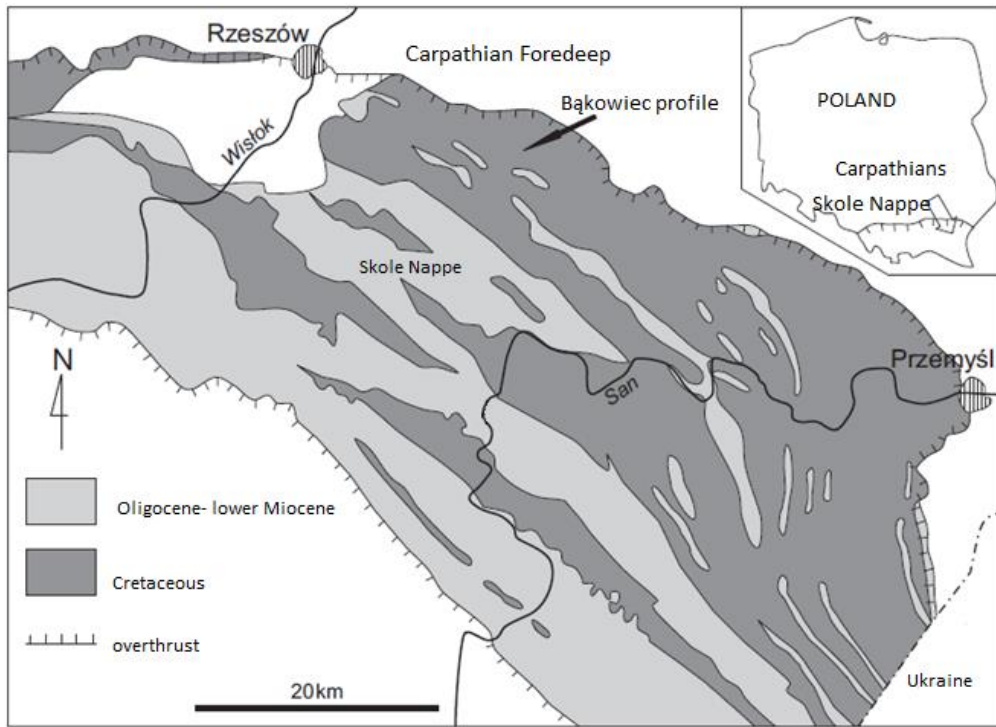 Rzeszów
Carpathian Foredeep
Bąkowiec profile
POLAND
Carpathians
Skole Nappe
Wisłok
Skole Nappe
Przemyśl
San
N
Oligocene- lower Miocene
Cretaceous
overthrust
20km
Ukraine